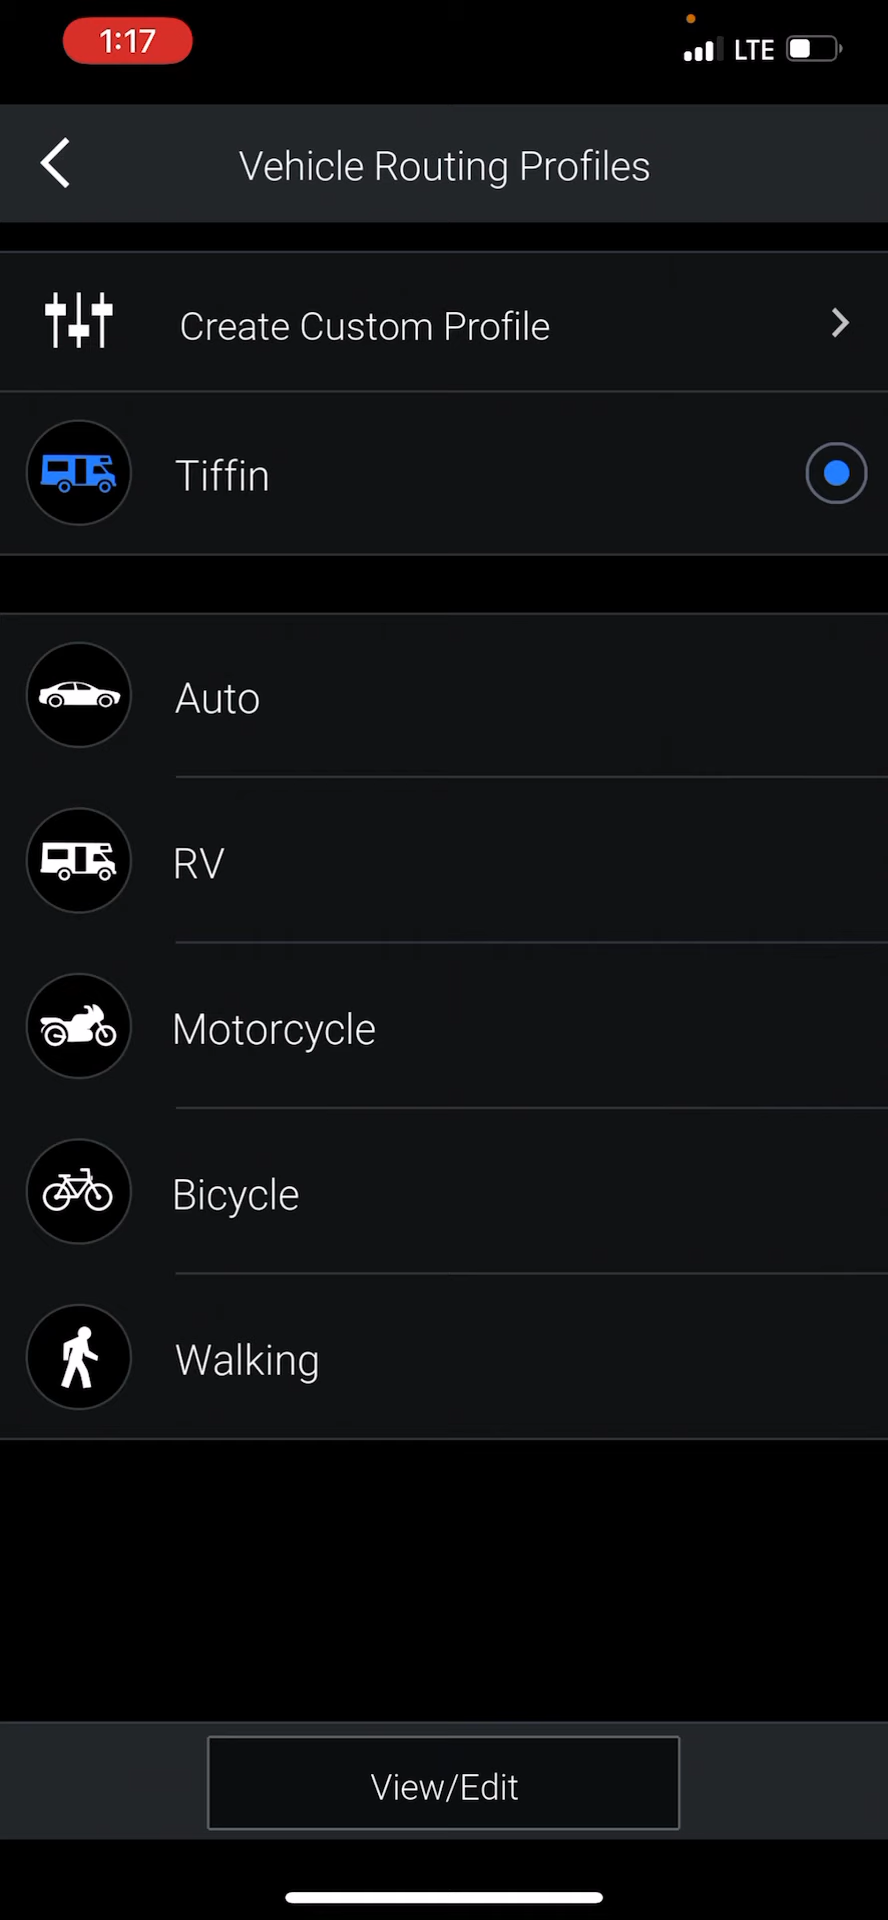 1:17
LTE
Vehicle Routing Profiles
Create Custom Profile
Tiffin
Auto
RV
Motorcycle
Bicycle
Walking
View/Edit